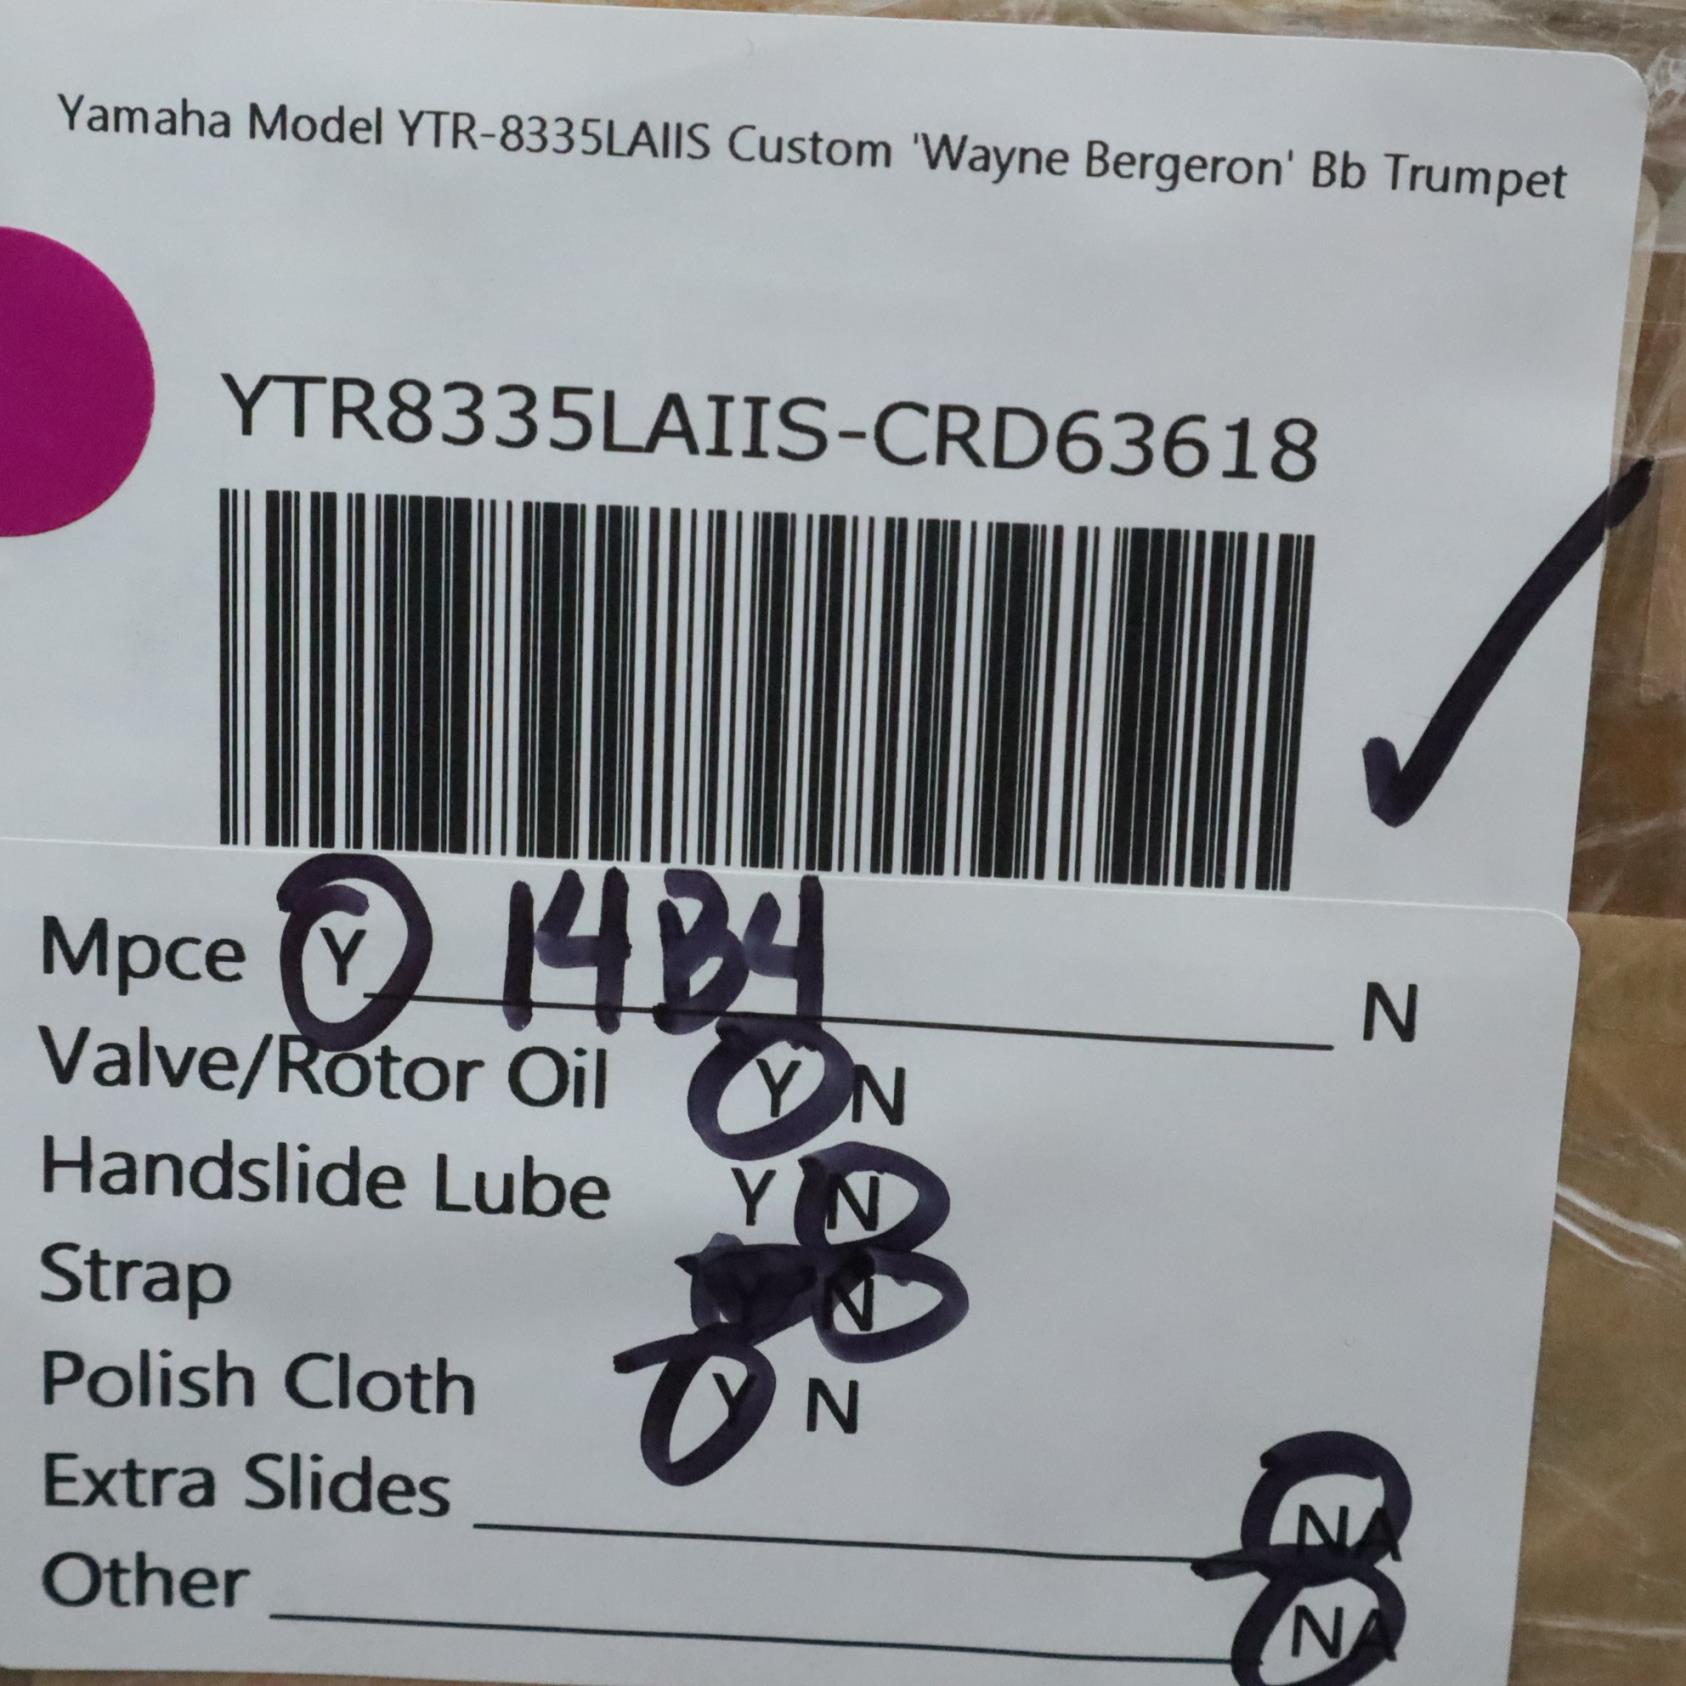 Yamaha Model YTR-8335LAIIS Custom 'Wayne Bergeron' Bb Trumpet
YTR8335LAIIS-CRD63618
Mpce Y 14B4 N
Valve/Rotor Oil Y N
Handslide Lube Y N
Strap Y N
Polish Cloth Y N
Extra Slides NA
Other NA